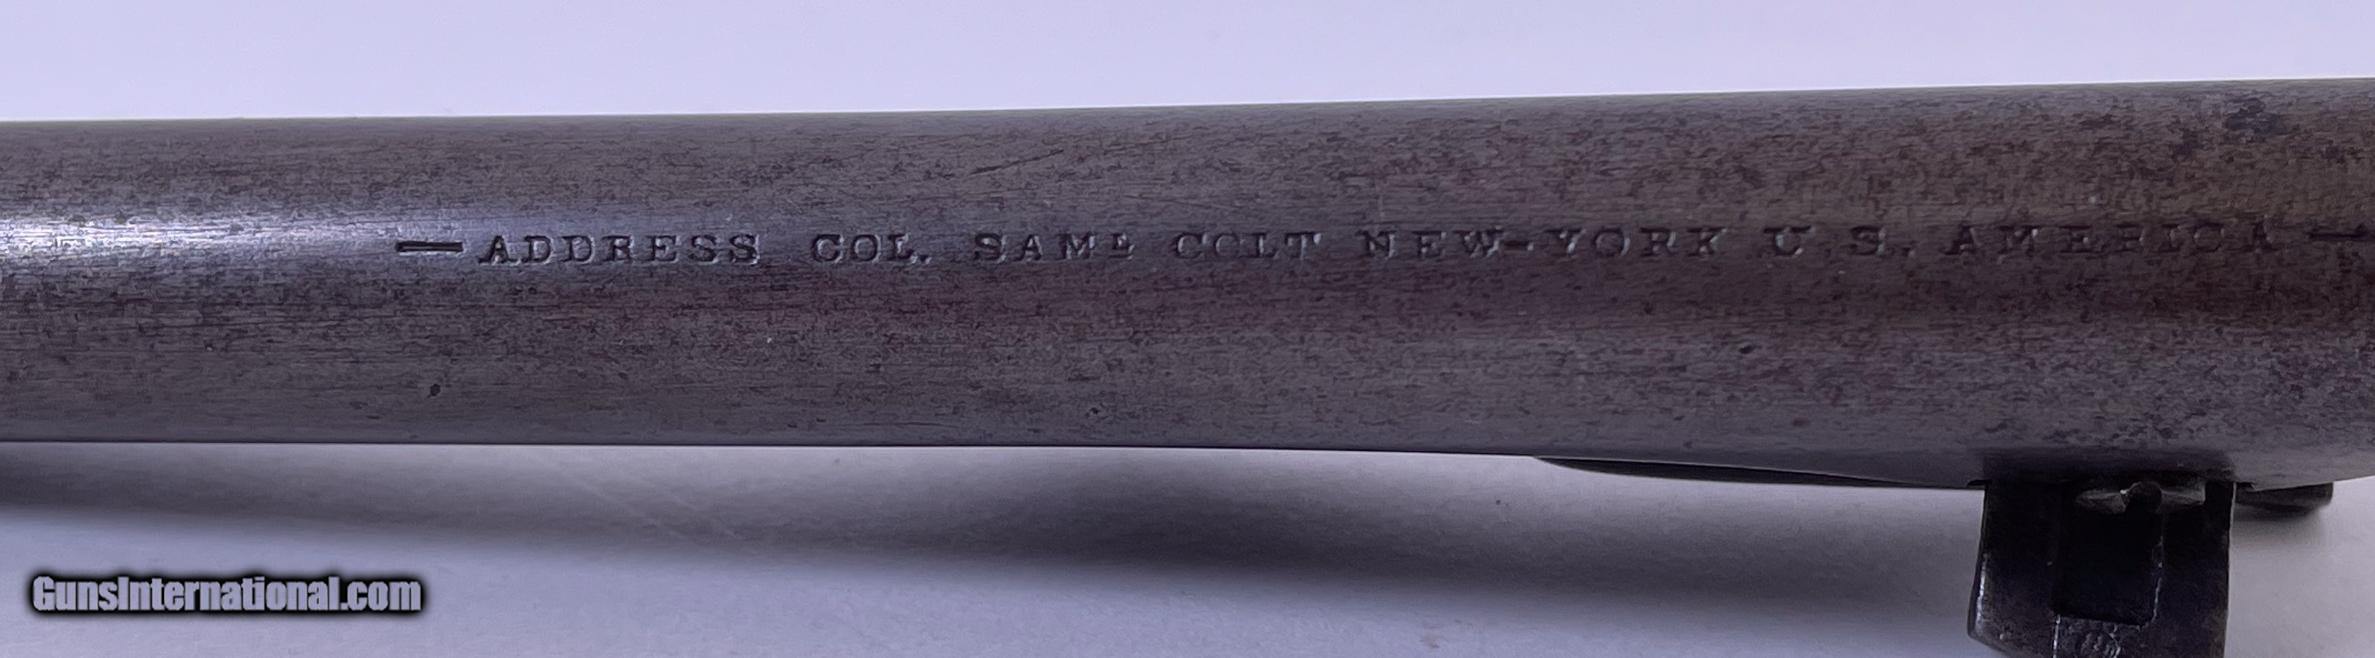 —ADDRESS COL. SAMᴸ COLT NEW-YORK U.S. AMERICA—
GunsInternational.com